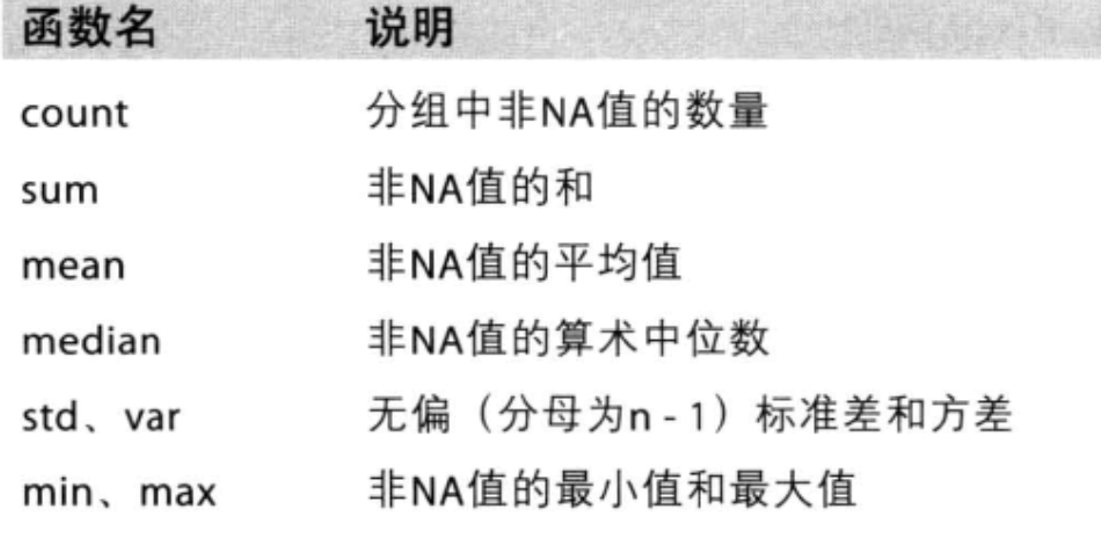 函数名 说明
count 分组中非NA值的数量
sum 非NA值的和
mean 非NA值的平均值
median 非NA值的算术中位数
std、var 无偏（分母为n - 1）标准差和方差
min、max 非NA值的最小值和最大值